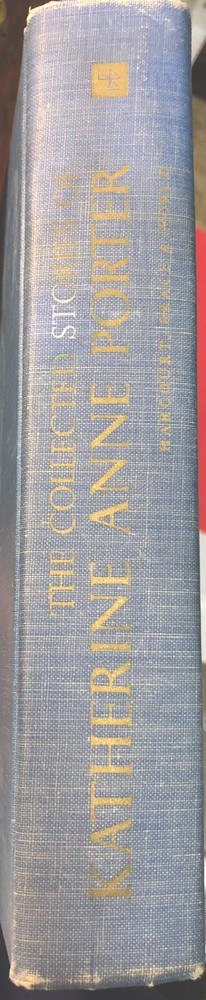 THE COLLECTED STORIES OF
KATHERINE ANNE PORTER
HARCOURT, BRACE & WORLD